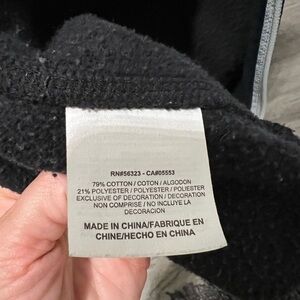 RN#56323 - CA#05553
79% COTTON / COTON / ALGODON
21% POLYESTER / POLYESTER / POLIESTER
EXCLUSIVE OF DECORATION / DECORATION
NON COMPRISE / NO INCLUYE LA
DECORACION
MADE IN CHINA/FABRIQUE EN
CHINE/HECHO EN CHINA